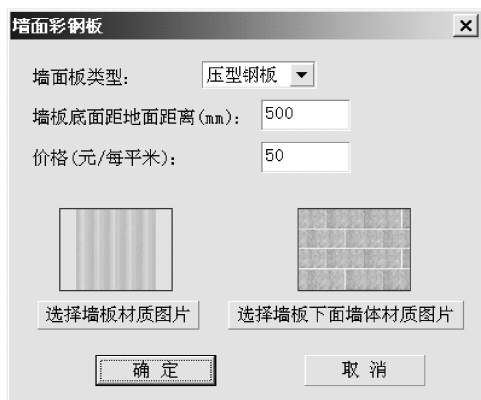 墙面彩钢板
墙面板类型: 压型钢板
墙板底面距地面距离(mm): 500
价格(元/每平米): 50
选择墙板材质图片 选择墙板下面墙体材质图片
确 定 取 消